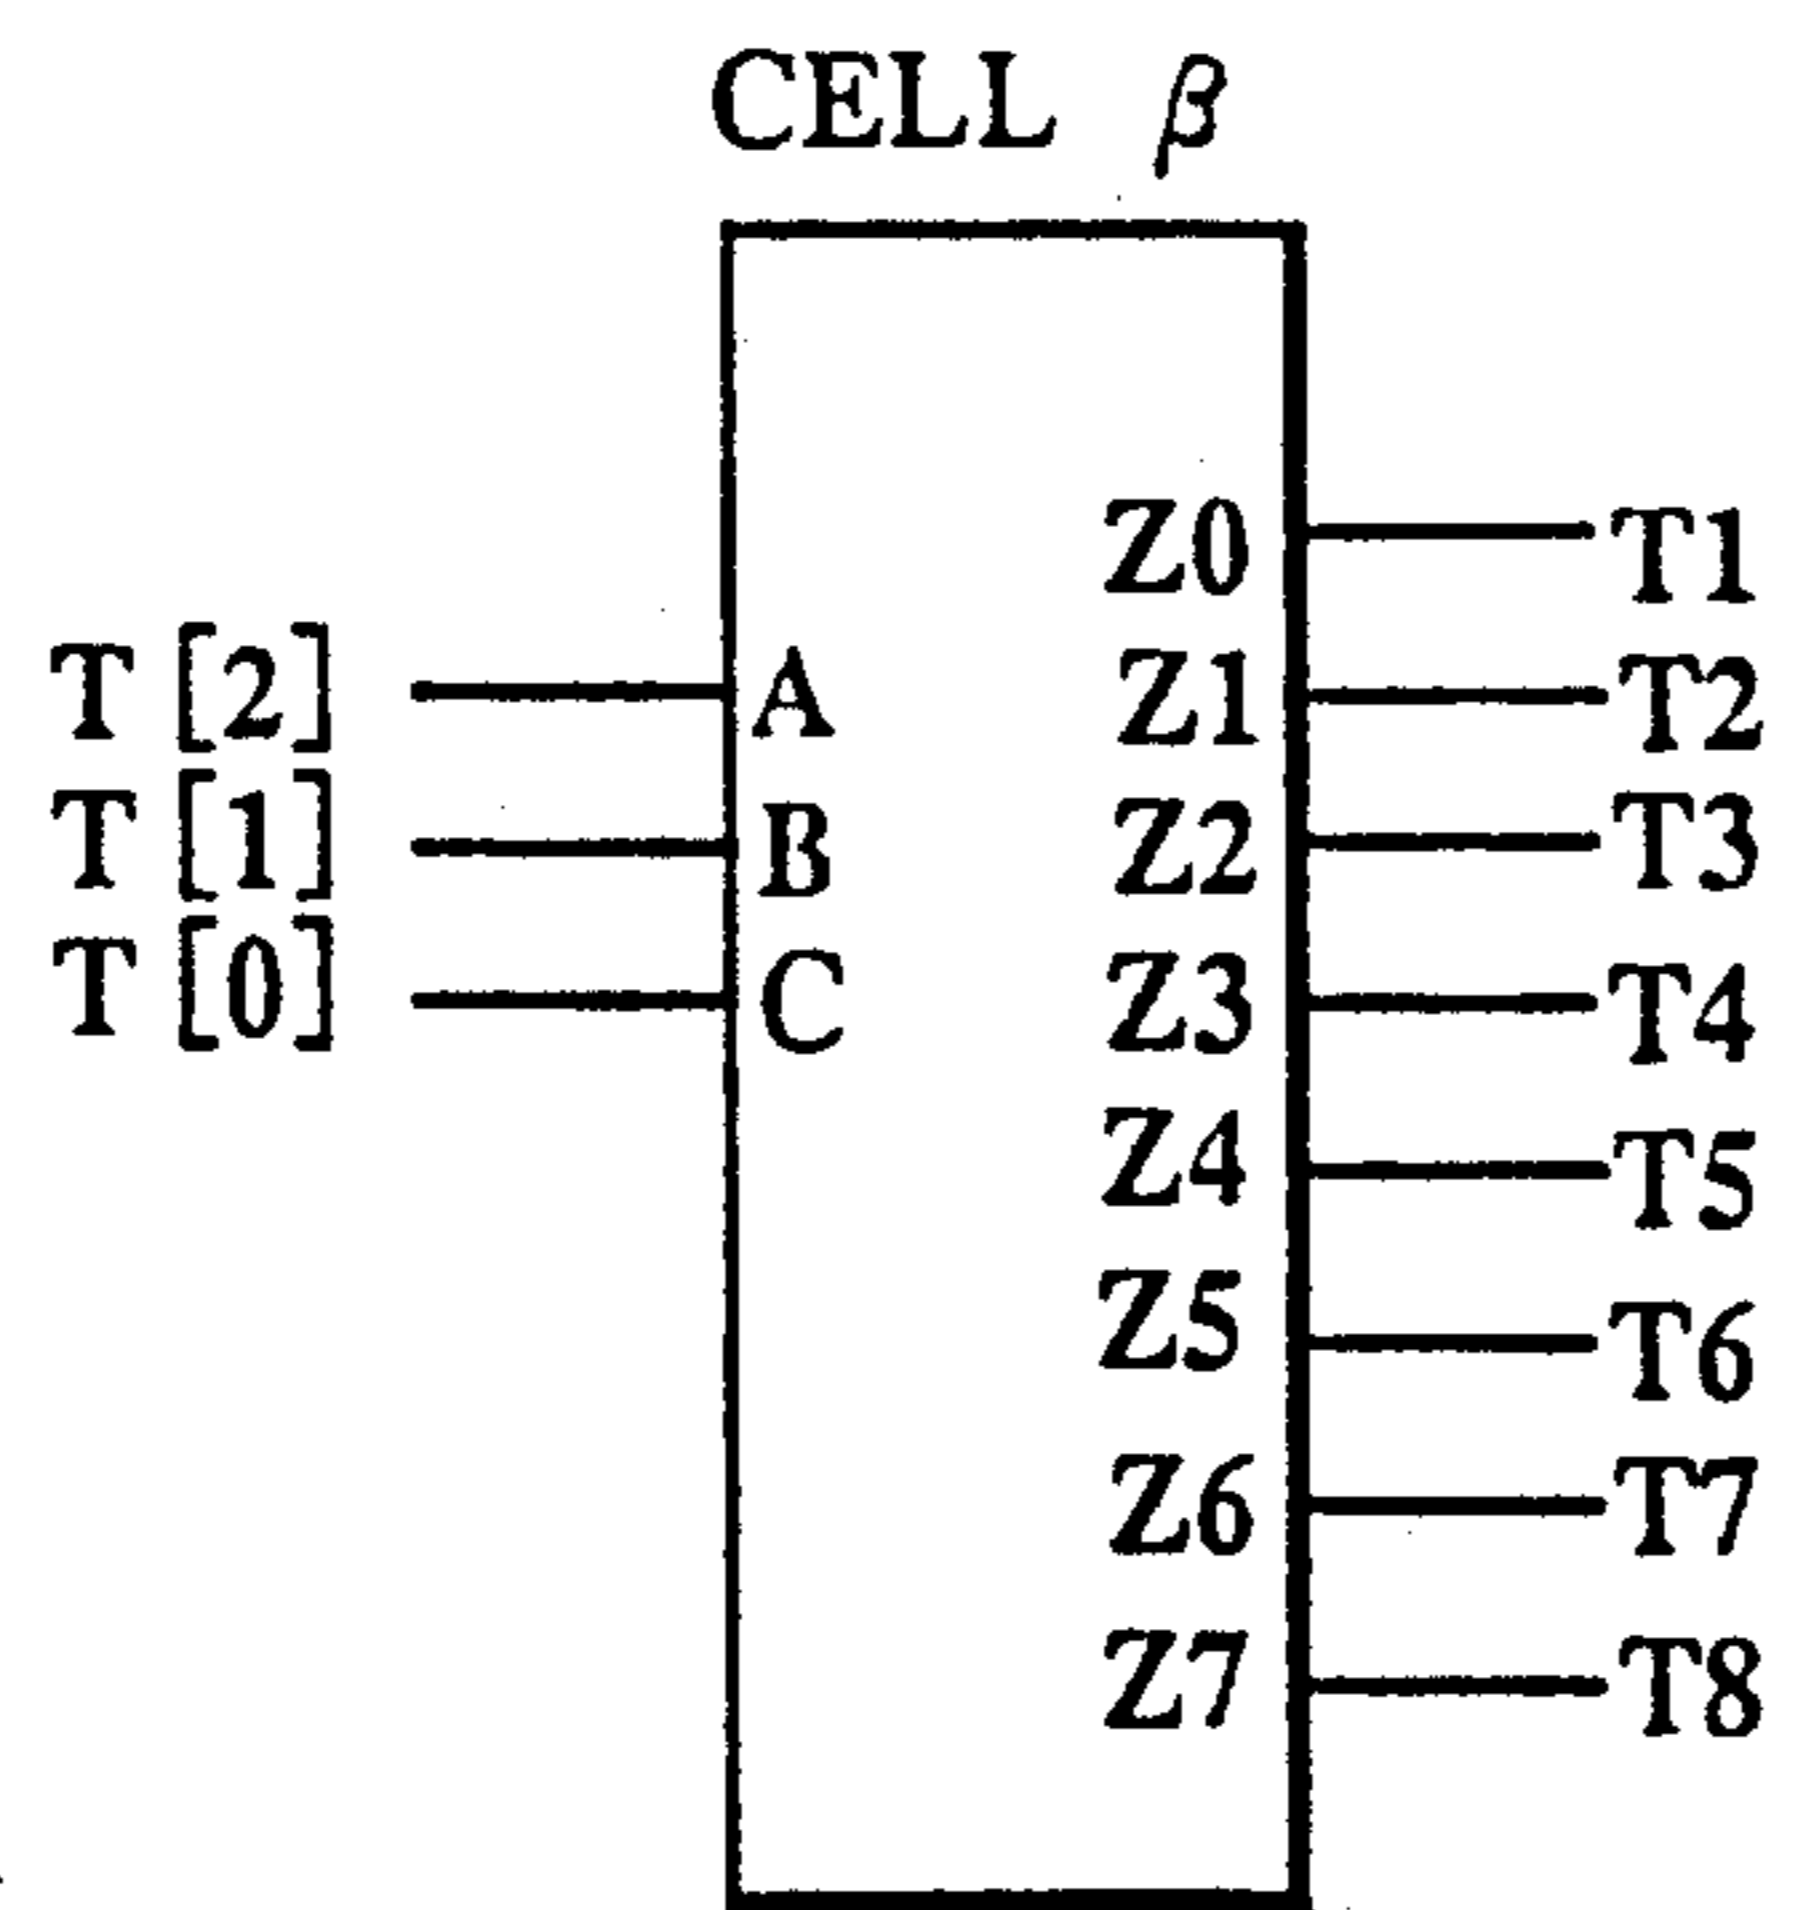 CELL β
Z0 T1
T [2] A Z1 T2
T [1] B Z2 T3
T [0] C Z3 T4
Z4 T5
Z5 T6
Z6 T7
Z7 T8